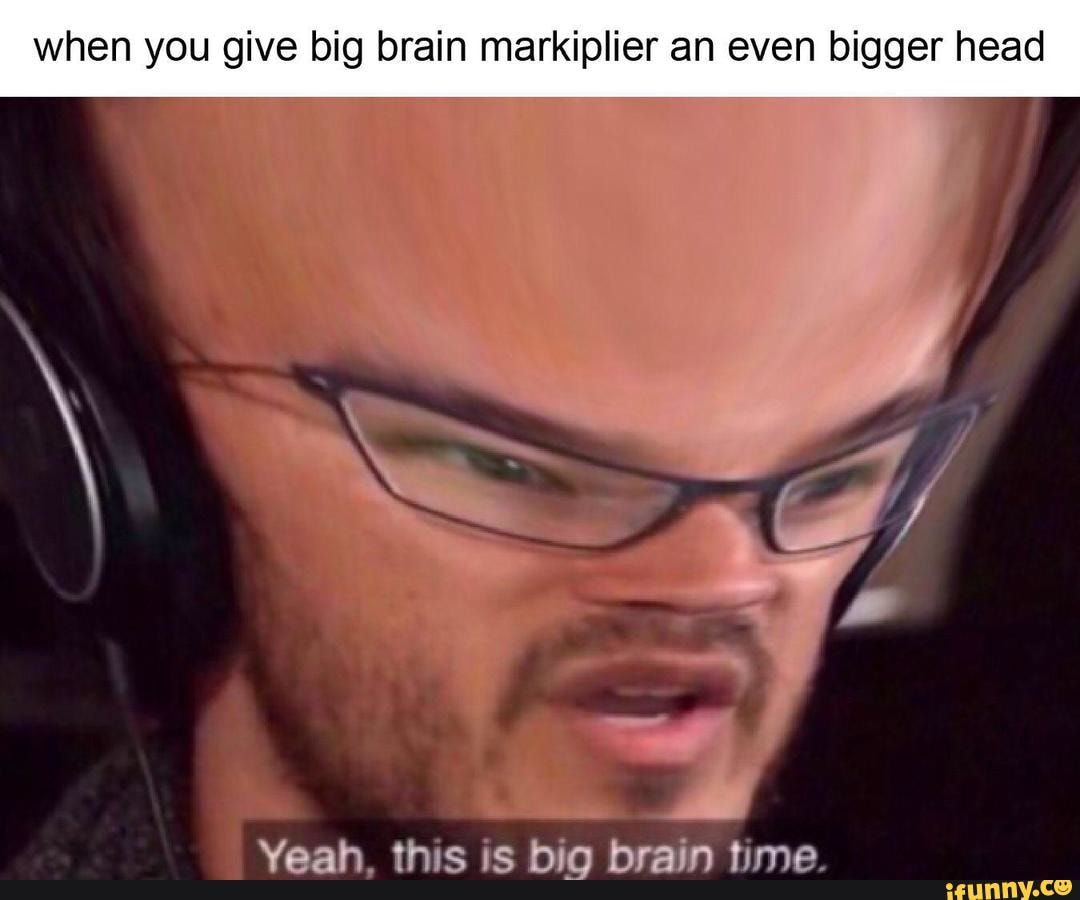 when you give big brain markiplier an even bigger head
Yeah, this is big brain time.
ifunny.co